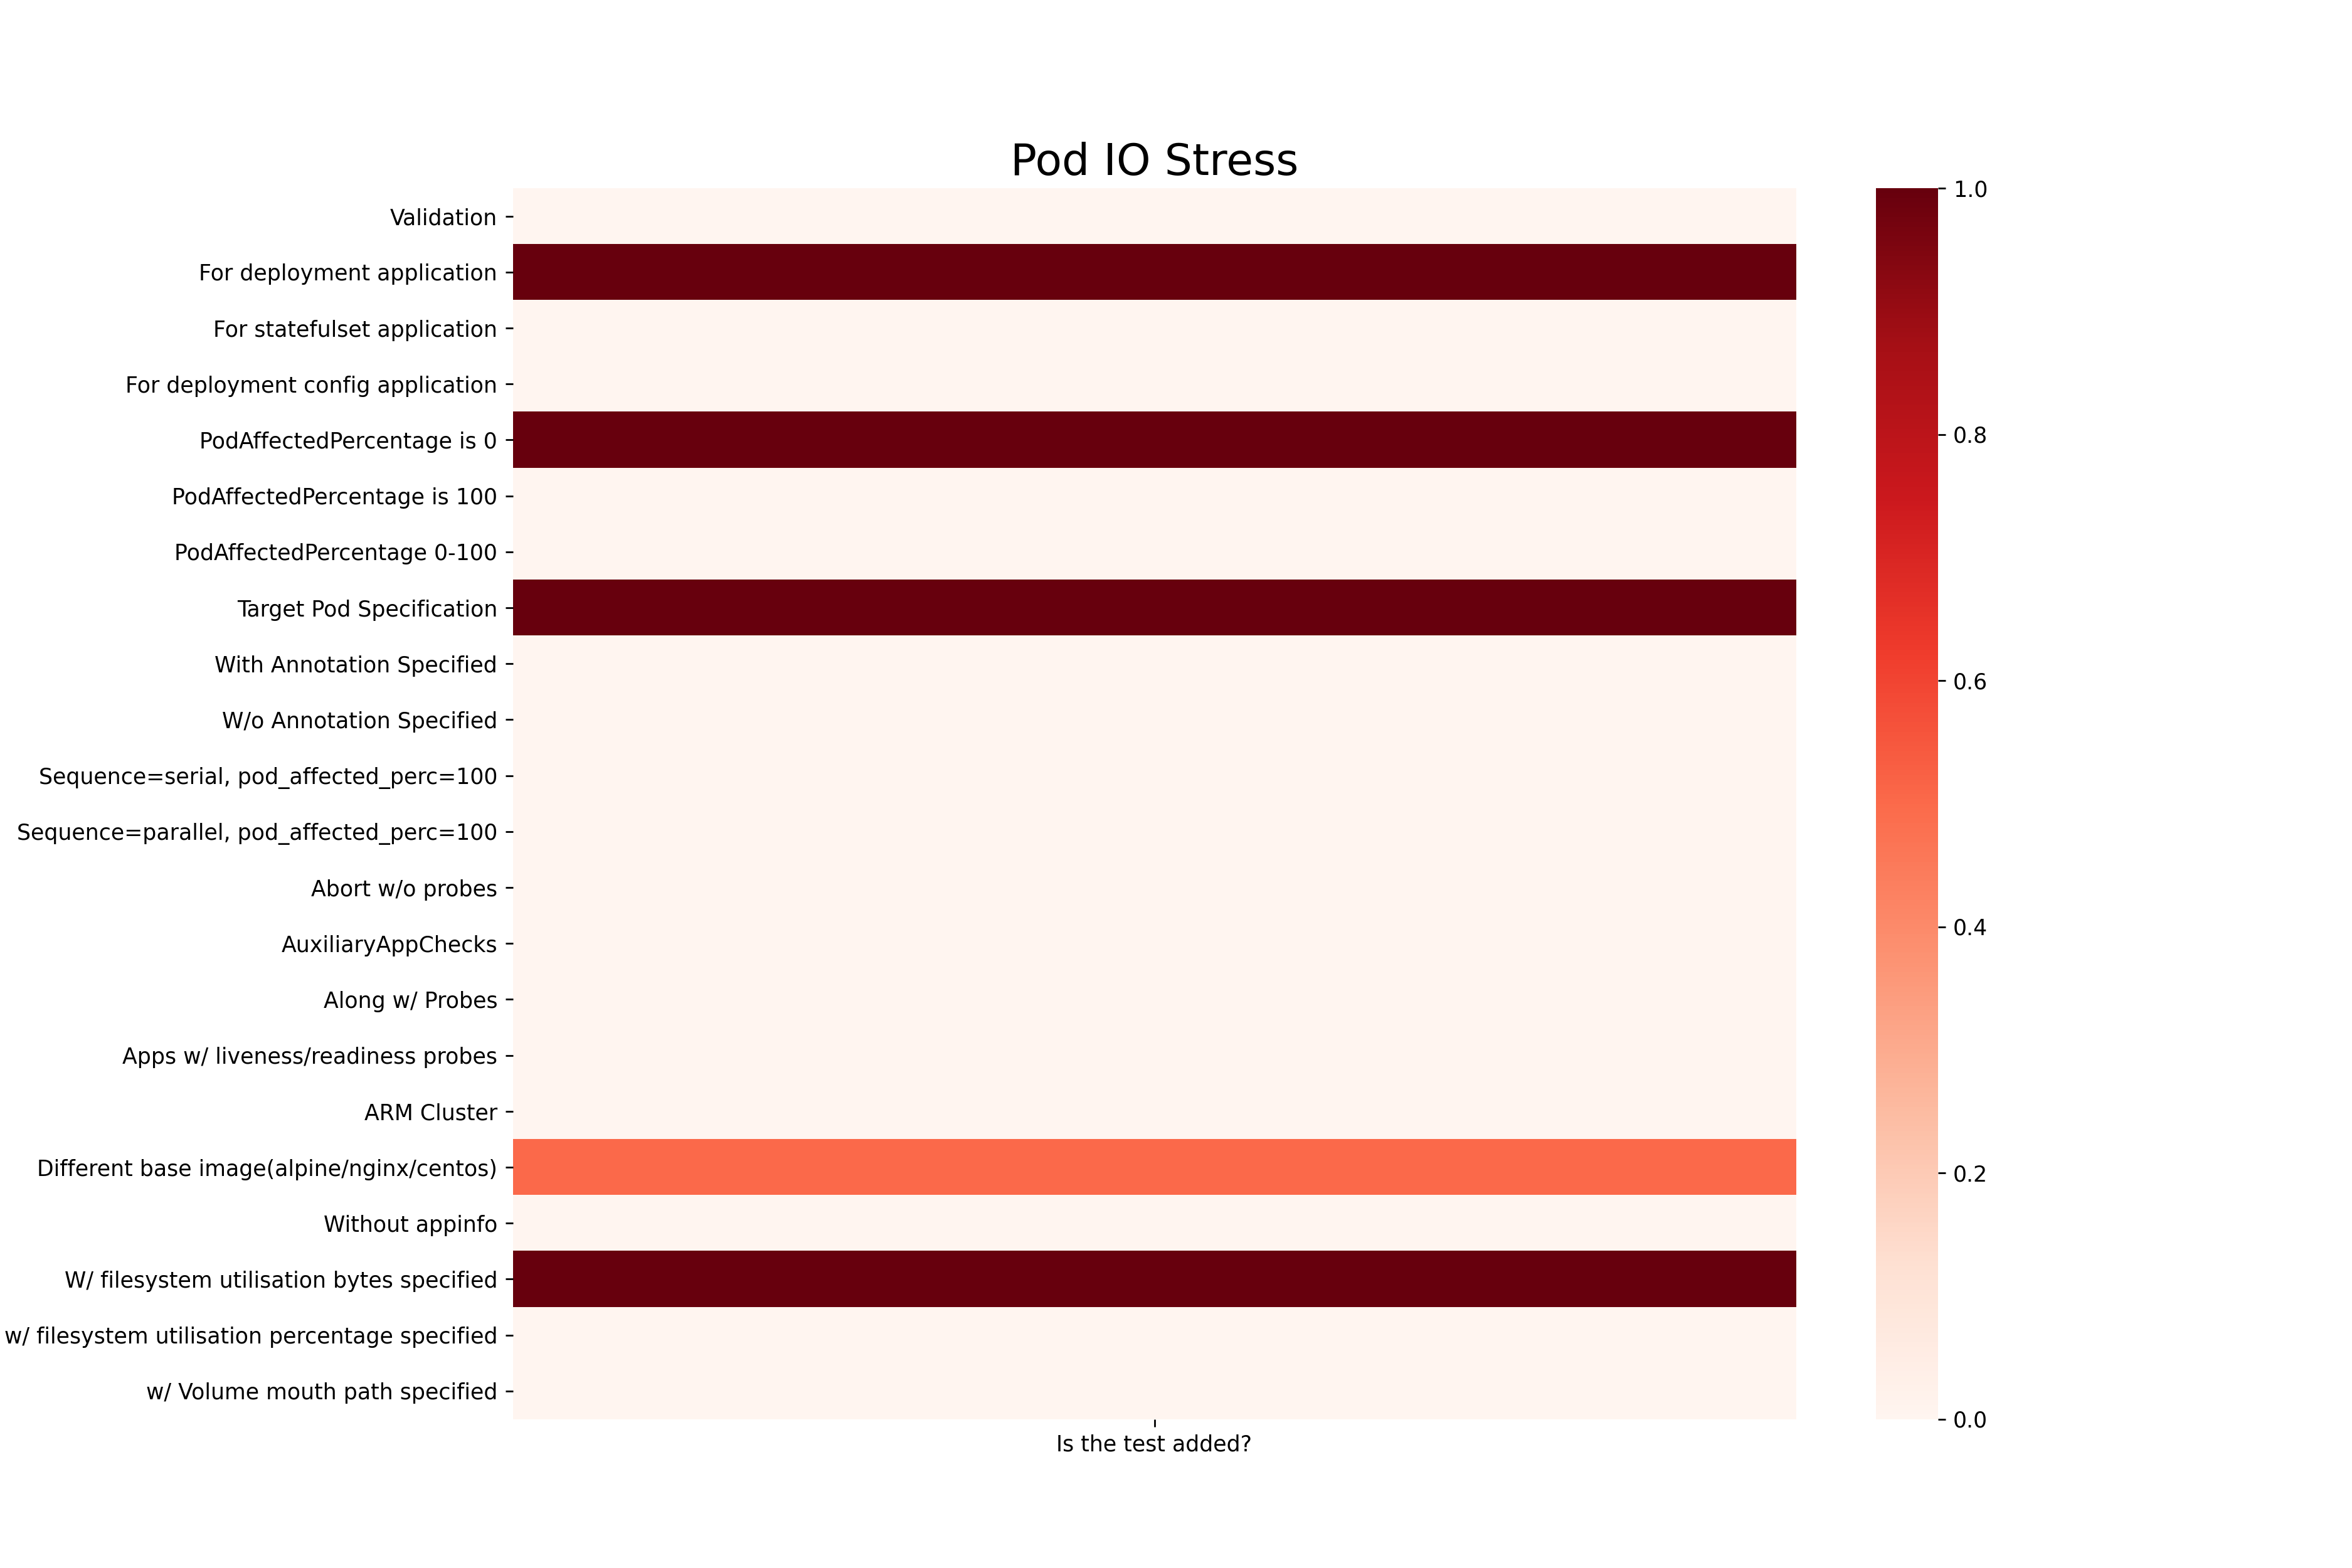 Pod IO Stress
Validation
For deployment application
For statefulset application
For deployment config application
PodAffectedPercentage is 0
PodAffectedPercentage is 100
PodAffectedPercentage 0-100
Target Pod Specification
With Annotation Specified
W/o Annotation Specified
Sequence=serial, pod_affected_perc=100
Sequence=parallel, pod_affected_perc=100
Abort w/o probes
AuxiliaryAppChecks
Along w/ Probes
Apps w/ liveness/readiness probes
ARM Cluster
Different base image(alpine/nginx/centos)
Without appinfo
W/ filesystem utilisation bytes specified
w/ filesystem utilisation percentage specified
w/ Volume mouth path specified
Is the test added?
1.0
0.8
0.6
0.4
0.2
0.0